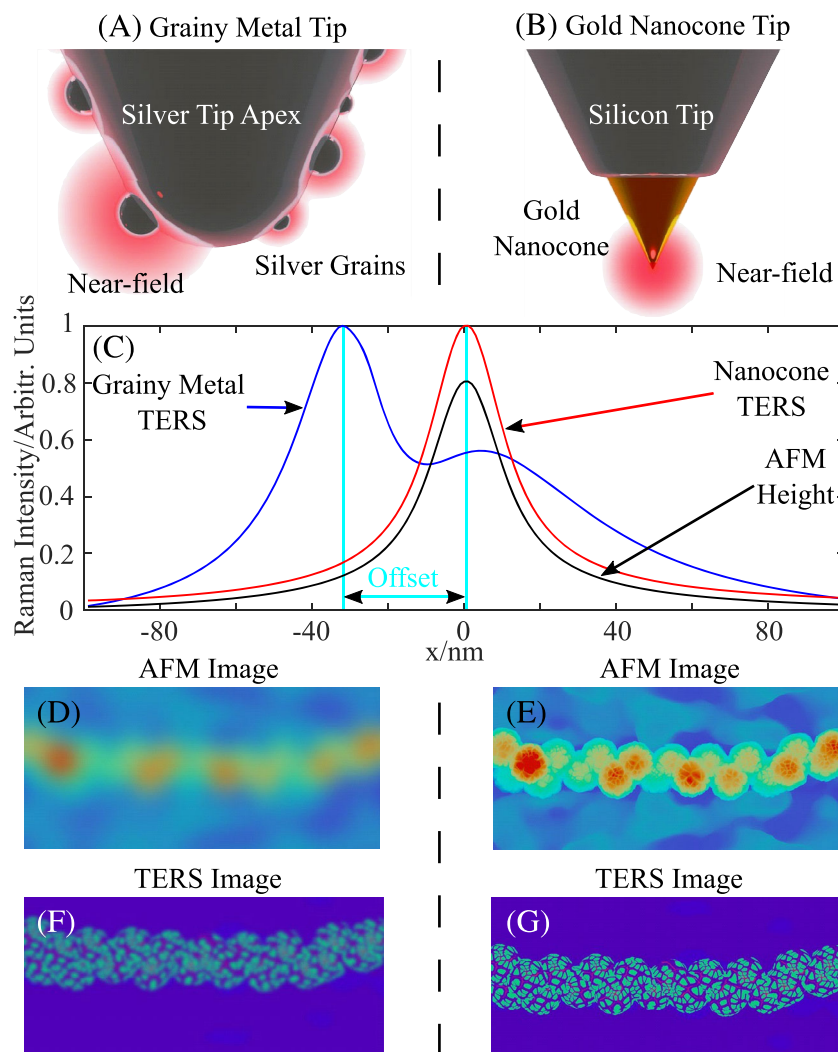 (A) Grainy Metal Tip
(B) Gold Nanocone Tip
Silver Tip Apex
Silicon Tip
Gold
Nanocone
Silver Grains
Near-field
Near-field
Raman Intensity/Arbitr. Units
1
0.8
0.6
0.4
0.2
0
(C)
Grainy Metal
TERS
Nanocone
TERS
AFM
Height
Offset
-80
-40
0
40
80
x/nm
AFM Image
AFM Image
(D)
(E)
TERS Image
TERS Image
(F)
(G)